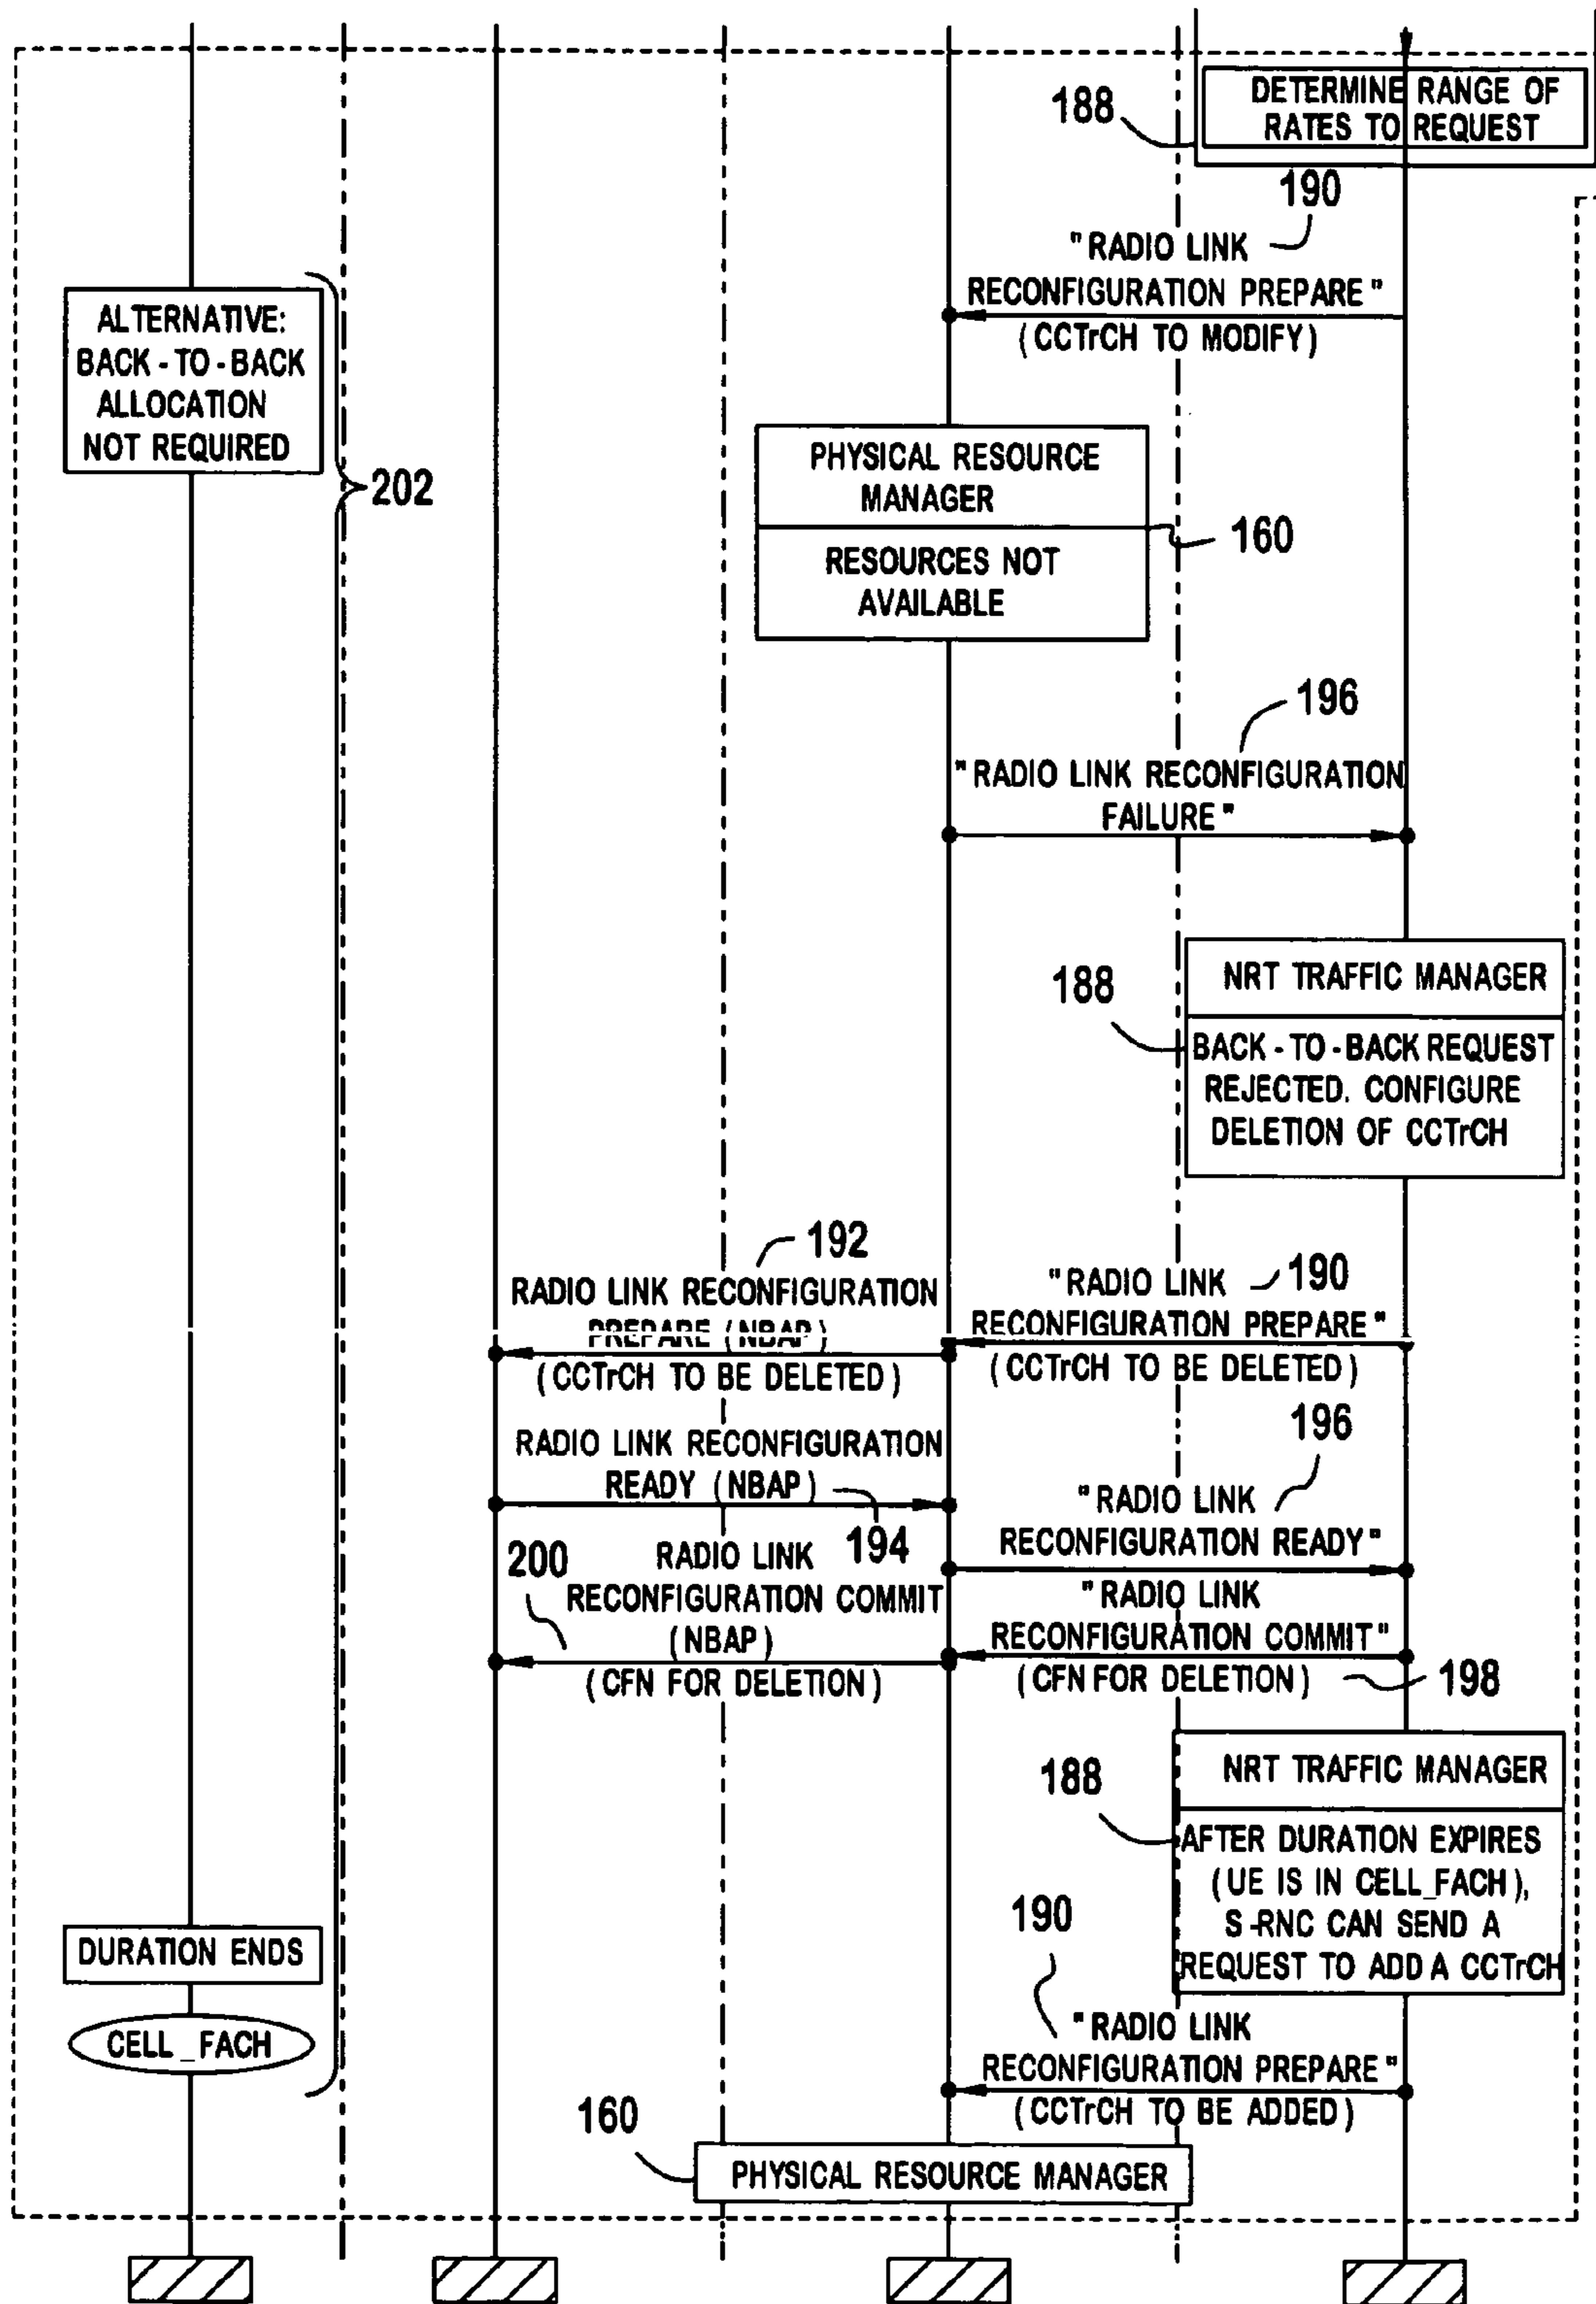 DETERMINE RANGE OF
RATES TO REQUEST
188
190
"RADIO LINK
RECONFIGURATION PREPARE"
(CCTrCH TO MODIFY)
ALTERNATIVE:
BACK-TO-BACK
ALLOCATION
NOT REQUIRED
202
PHYSICAL RESOURCE
MANAGER
160
RESOURCES NOT
AVAILABLE
196
"RADIO LINK RECONFIGURATION
FAILURE"
NRT TRAFFIC MANAGER
188
BACK-TO-BACK REQUEST
REJECTED. CONFIGURE
DELETION OF CCTrCH
192
RADIO LINK RECONFIGURATION
PREPARE (NBAP)
(CCTrCH TO BE DELETED)
"RADIO LINK 190
RECONFIGURATION PREPARE"
(CCTrCH TO BE DELETED)
RADIO LINK RECONFIGURATION
READY (NBAP)
194
196
"RADIO LINK
RECONFIGURATION READY"
200
RADIO LINK
RECONFIGURATION COMMIT
(NBAP)
(CFN FOR DELETION)
"RADIO LINK
RECONFIGURATION COMMIT"
(CFN FOR DELETION) 198
NRT TRAFFIC MANAGER
188
AFTER DURATION EXPIRES
(UE IS IN CELL_FACH),
S-RNC CAN SEND A
REQUEST TO ADD A CCTrCH
DURATION ENDS
CELL_FACH
190
"RADIO LINK
RECONFIGURATION PREPARE"
(CCTrCH TO BE ADDED)
160
PHYSICAL RESOURCE MANAGER